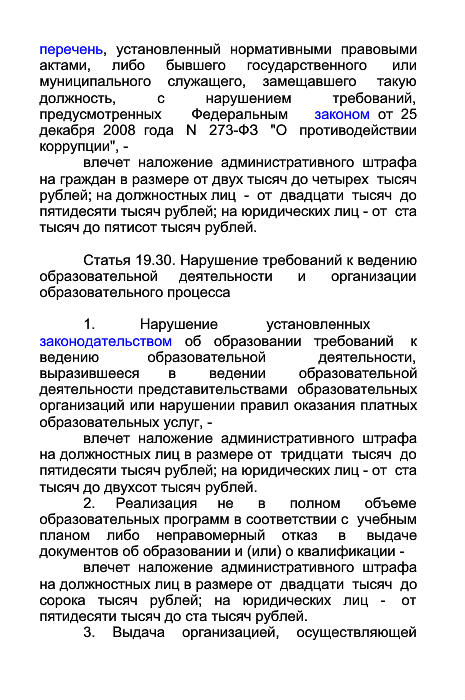 перечень, установленный нормативными правовыми
актами, либо бывшего государственного или
муниципального служащего, замещавшего такую
должность, с нарушением требований,
предусмотренных Федеральным законом от 25
декабря 2008 года N 273-ФЗ "О противодействии
коррупции", -
влечет наложение административного штрафа
на граждан в размере от двух тысяч до четырех тысяч
рублей; на должностных лиц - от двадцати тысяч до
пятидесяти тысяч рублей; на юридических лиц - от ста
тысяч до пятисот тысяч рублей.
Статья 19.30. Нарушение требований к ведению
образовательной деятельности и организации
образовательного процесса
1. Нарушение установленных
законодательством об образовании требований к
ведению образовательной деятельности,
выразившееся в ведении образовательной
деятельности представительствами образовательных
организаций или нарушении правил оказания платных
образовательных услуг, -
влечет наложение административного штрафа
на должностных лиц в размере от тридцати тысяч до
пятидесяти тысяч рублей; на юридических лиц - от ста
тысяч до двухсот тысяч рублей.
2. Реализация не в полном объеме
образовательных программ в соответствии с учебным
планом либо неправомерный отказ в выдаче
документов об образовании и (или) о квалификации -
влечет наложение административного штрафа
на должностных лиц в размере от двадцати тысяч до
сорока тысяч рублей; на юридических лиц - от
пятидесяти тысяч до ста тысяч рублей.
3. Выдача организацией, осуществляющей